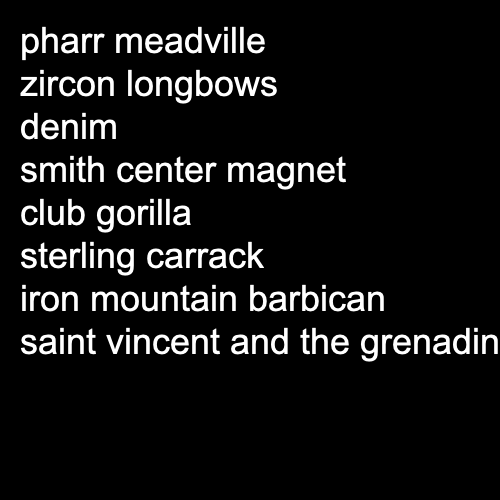 pharr meadville
zircon longbows
denim
smith center magnet
club gorilla
sterling carrack
iron mountain barbican
saint vincent and the grenadin